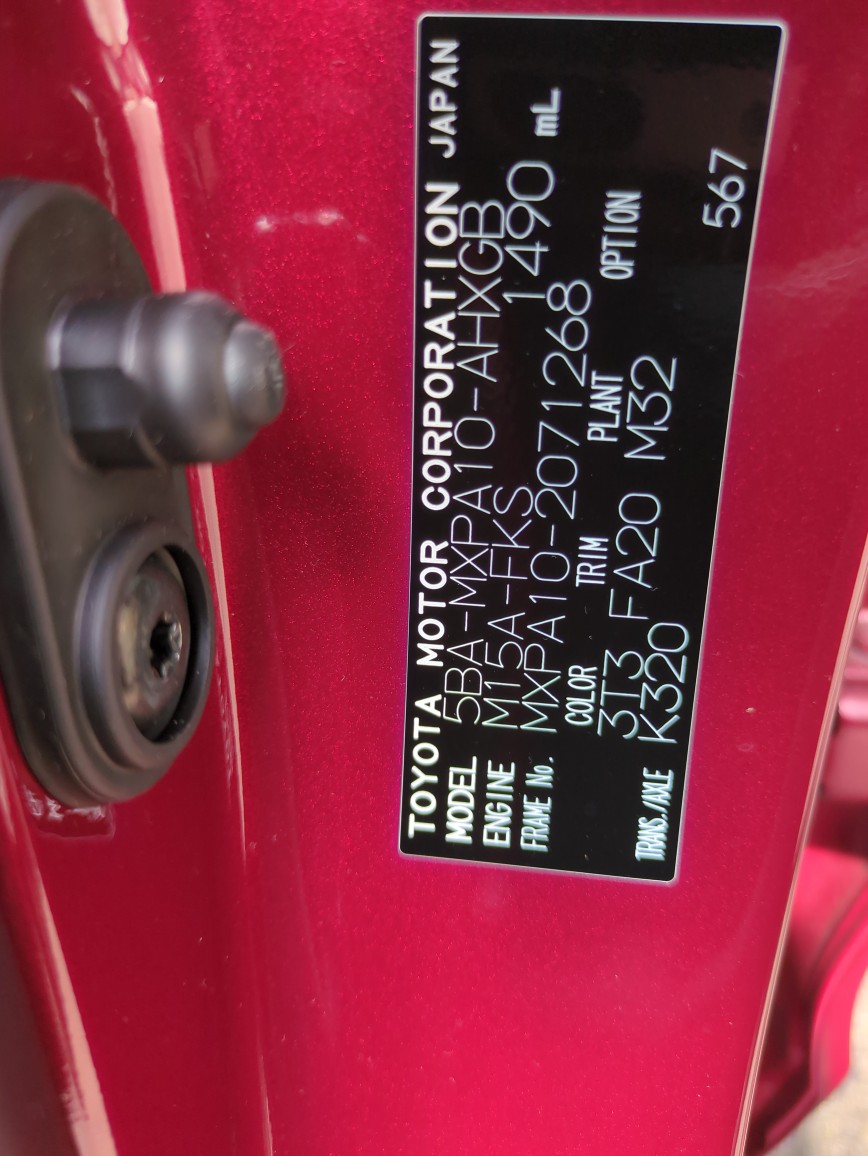 TOYOTA MOTOR CORPORATION JAPAN
MODEL 5BA-MXPA10-AHXGB
ENGINE M15A-FKS 1490 mL
FRAME No. MXPA10-2071268
COLOR TRIM PLANT OPTION
3T3 FA20 M32
TRANS./AXLE K320 567